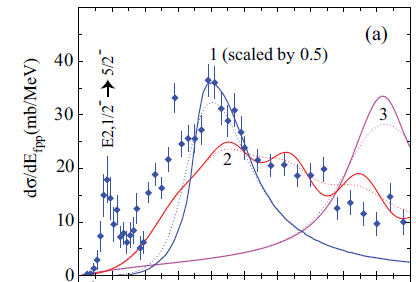 (a)
1 (scaled by 0.5)
E2,1/2⁻ → 5/2⁻
2
3
dσ/dE_fpp(mb/MeV)
40
30
20
10
0